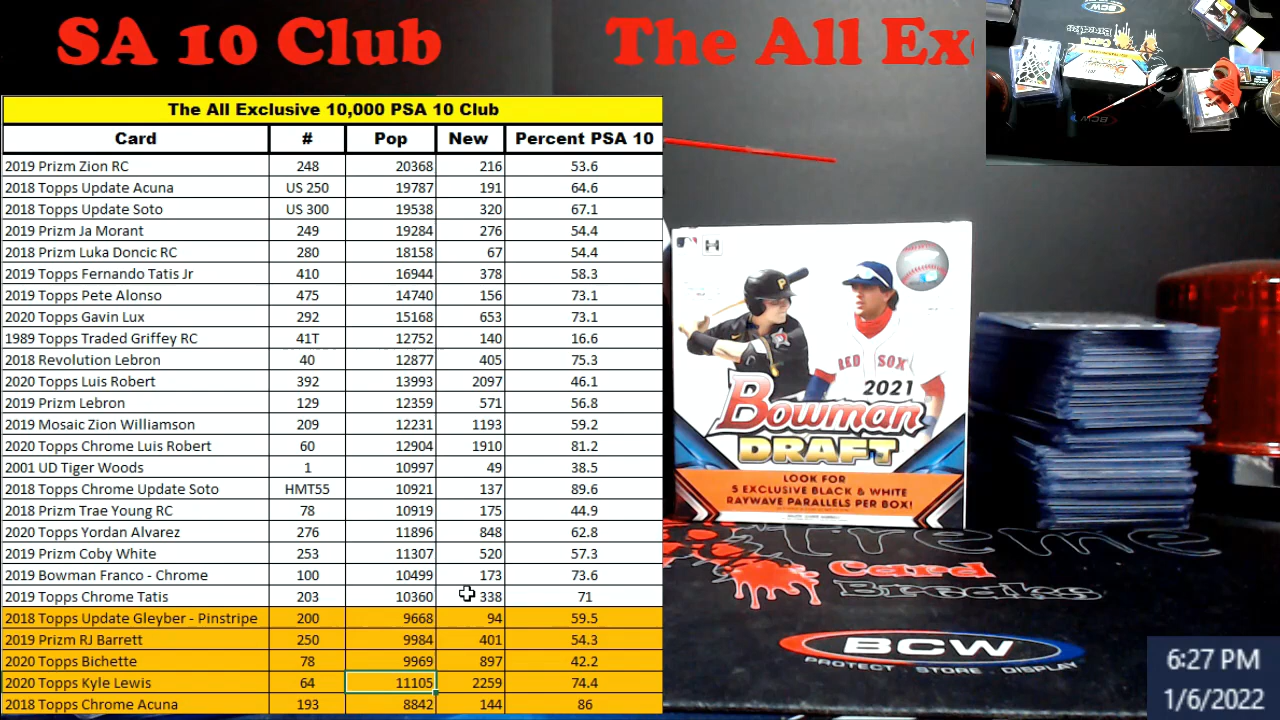 SA 10 Club The All Ex
The All Exclusive 10,000 PSA 10 Club
Card # Pop New Percent PSA 10
2019 Prizm Zion RC 248 20368 216 53.6
2018 Topps Update Acuna US 250 19787 191 64.6
2018 Topps Update Soto US 300 19538 320 67.1
2019 Prizm Ja Morant 249 19284 276 54.4
2018 Prizm Luka Doncic RC 280 18158 67 54.4
2019 Topps Fernando Tatis Jr 410 16944 378 58.3
2019 Topps Pete Alonso 475 14740 156 73.1
2020 Topps Gavin Lux 292 15168 653 73.1
1989 Topps Traded Griffey RC 41T 12752 140 16.6
2018 Revolution Lebron 40 12877 405 75.3
2020 Topps Luis Robert 392 13993 2097 46.1
2019 Prizm Lebron 129 12359 571 56.8
2019 Mosaic Zion Williamson 209 12231 1193 59.2
2020 Topps Chrome Luis Robert 60 12904 1910 81.2
2001 UD Tiger Woods 1 10997 49 38.5
2018 Topps Chrome Update Soto HMT55 10921 137 89.6
2018 Prizm Trae Young RC 78 10919 175 44.9
2020 Topps Yordan Alvarez 276 11896 848 62.8
2019 Prizm Coby White 253 11307 520 57.3
2019 Bowman Franco - Chrome 100 10499 173 73.6
2019 Topps Chrome Tatis 203 10360 338 71
2018 Topps Update Gleyber - Pinstripe 200 9668 94 59.5
2019 Prizm RJ Barrett 250 9984 401 54.3
2020 Topps Bichette 78 9969 897 42.2
2020 Topps Kyle Lewis 64 11105 2259 74.4
2018 Topps Chrome Acuna 193 8842 144 86
H
P
RED SOX
2021
Bowman
DRAFT
LOOK FOR
5 EXCLUSIVE BLACK & WHITE
RAYWAVE PARALLELS PER BOX!
Card
Breaks
BCW
PROTECT . STORE . DISPLAY
6:27 PM
1/6/2022